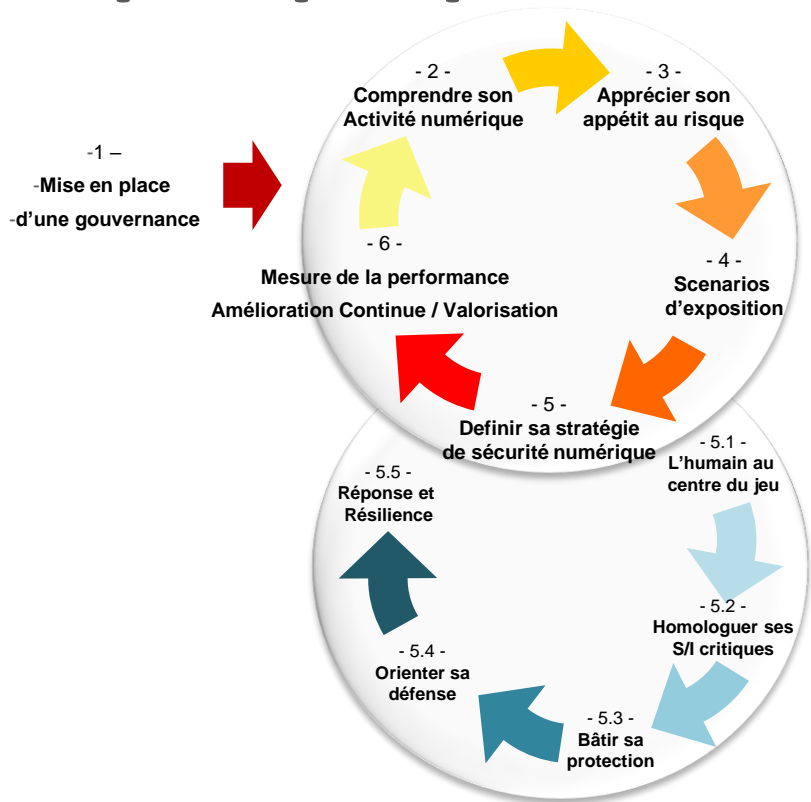 -1 –
-Mise en place
-d'une gouvernance
- 2 -
Comprendre son
Activité numérique
- 3 -
Apprécier son
appétit au risque
- 4 -
Scenarios
d'exposition
- 5 -
Definir sa stratégie
de sécurité numérique
- 6 -
Mesure de la performance
Amélioration Continue / Valorisation
- 5.1 -
L'humain au
centre du jeu
- 5.2 -
Homologuer ses
S/I critiques
- 5.3 -
Bâtir sa
protection
- 5.4 -
Orienter sa
défense
- 5.5 -
Réponse et
Résilience